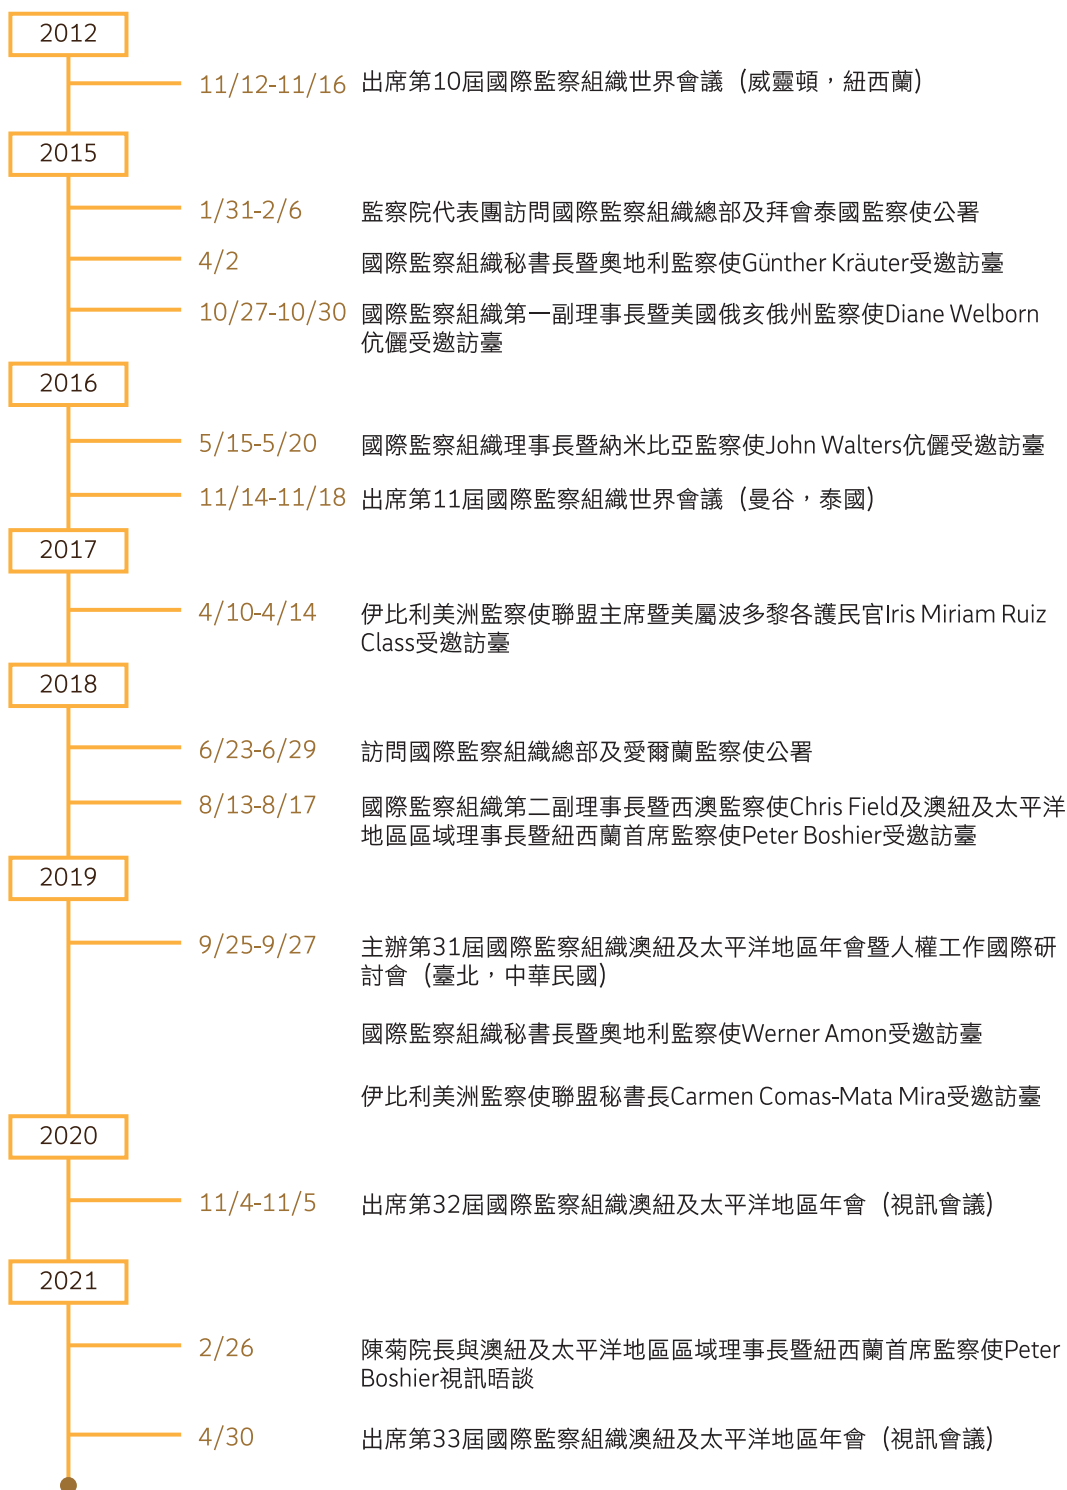 2012
11/12-11/16 出席第10屆國際監察組織世界會議（威靈頓，紐西蘭）
2015
1/31-2/6 監察院代表團訪問國際監察組織總部及拜會泰國監察使公署
4/2 國際監察組織秘書長暨奧地利監察使Günther Kräuter受邀訪臺
10/27-10/30 國際監察組織第一副理事長暨美國俄亥俄州監察使Diane Welborn
伉儷受邀訪臺
2016
5/15-5/20 國際監察組織理事長暨納米比亞監察使John Walters伉儷受邀訪臺
11/14-11/18 出席第11屆國際監察組織世界會議（曼谷，泰國）
2017
4/10-4/14 伊比利美洲監察使聯盟主席暨美屬波多黎各護民官Iris Miriam Ruiz
Class受邀訪臺
2018
6/23-6/29 訪問國際監察組織總部及愛爾蘭監察使公署
8/13-8/17 國際監察組織第二副理事長暨西澳監察使Chris Field及澳紐及太平洋
地區區域理事長暨紐西蘭首席監察使Peter Boshier受邀訪臺
2019
9/25-9/27 主辦第31屆國際監察組織澳紐及太平洋地區年會暨人權工作國際研
討會（臺北，中華民國）
國際監察組織秘書長暨奧地利監察使Werner Amon受邀訪臺
伊比利美洲監察使聯盟秘書長Carmen Comas-Mata Mira受邀訪臺
2020
11/4-11/5 出席第32屆國際監察組織澳紐及太平洋地區年會（視訊會議）
2021
2/26 陳菊院長與澳紐及太平洋地區區域理事長暨紐西蘭首席監察使Peter
Boshier視訊晤談
4/30 出席第33屆國際監察組織澳紐及太平洋地區年會（視訊會議）